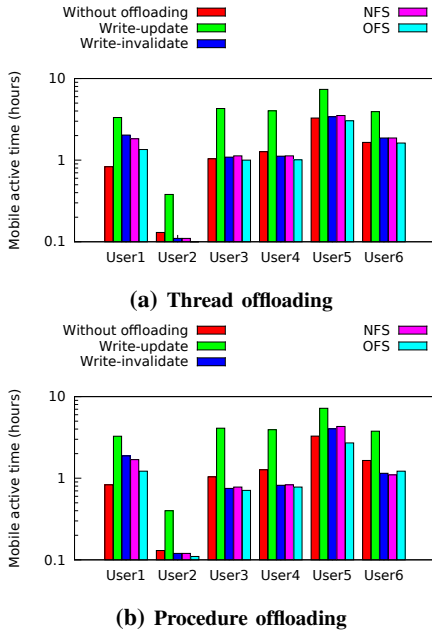 Without offloading
Write-update
Write-invalidate
NFS
OFS
Mobile active time (hours)
10
1
0.1
User1 User2 User3 User4 User5 User6
(a) Thread offloading
Without offloading
Write-update
Write-invalidate
NFS
OFS
Mobile active time (hours)
10
1
0.1
User1 User2 User3 User4 User5 User6
(b) Procedure offloading